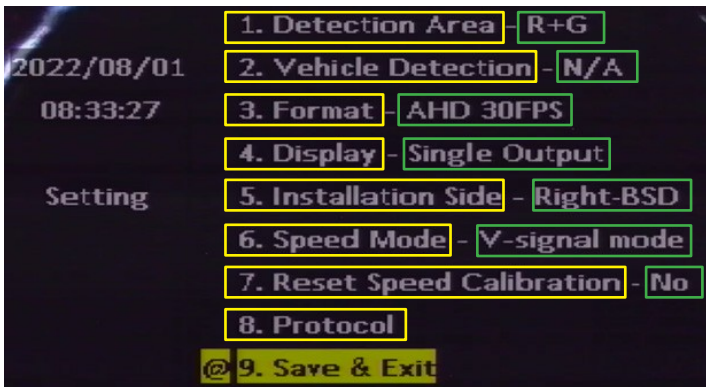 1. Detection Area - R+G
2022/08/01 2. Vehicle Detection - N/A
08:33:27 3. Format - AHD 30FPS
4. Display - Single Output
Setting 5. Installation Side - Right-BSD
6. Speed Mode - V-signal mode
7. Reset Speed Calibration - No
8. Protocol
@ 9. Save & Exit